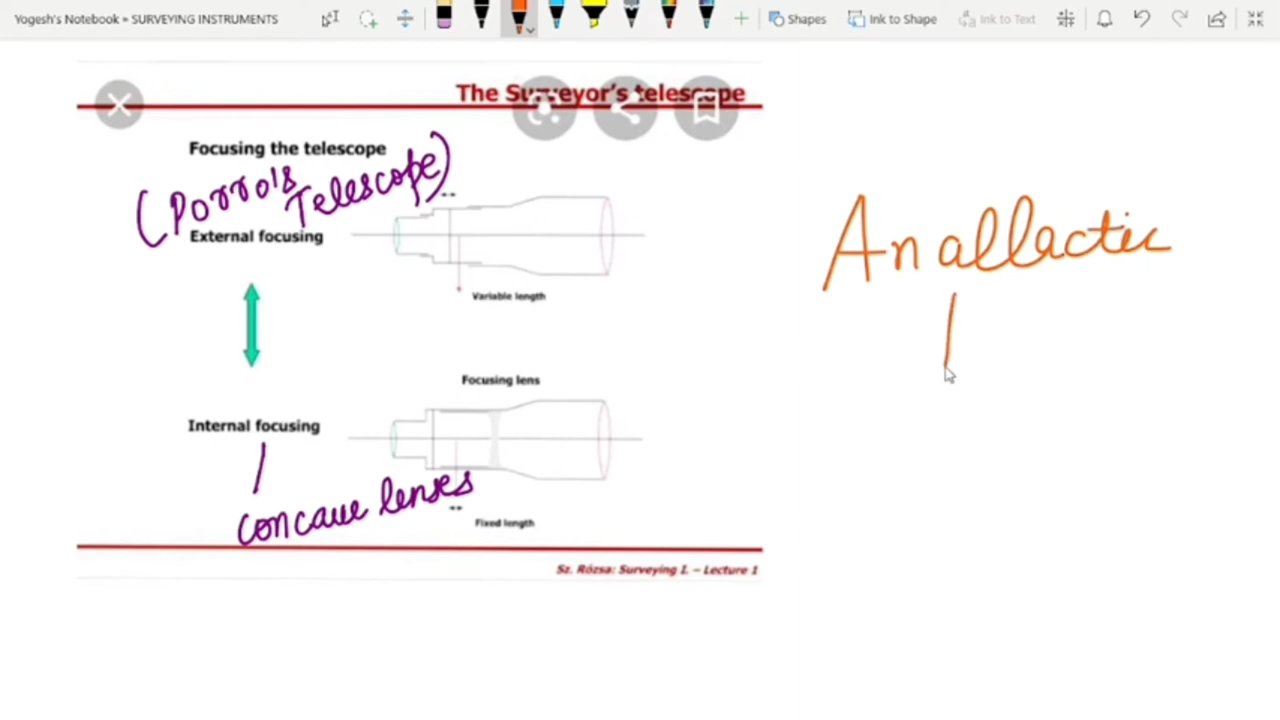 Yogesh's Notebook » SURVEYING INSTRUMENTS
Shapes
Ink to Shape
Ink to Text
The Surveyor's telescope
Focusing the telescope
(Porro's Telescope)
External focusing
Variable length
Anallactic
Focusing lens
Internal focusing
concave lenses
Fixed length
Sz. Rózsa: Surveying I. – Lecture 1